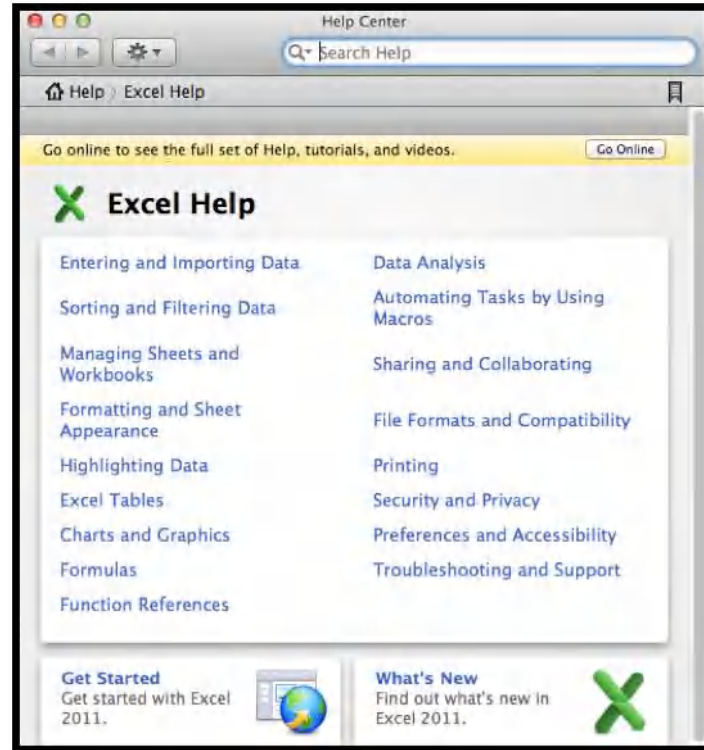 Help Center
Search Help
Help
Excel Help
Go online to see the full set of Help, tutorials, and videos.
Go Online
Excel Help
Entering and Importing Data
Sorting and Filtering Data
Managing Sheets and
Workbooks
Formatting and Sheet
Appearance
Highlighting Data
Excel Tables
Charts and Graphics
Formulas
Function References
Data Analysis
Automating Tasks by Using
Macros
Sharing and Collaborating
File Formats and Compatibility
Printing
Security and Privacy
Preferences and Accessibility
Troubleshooting and Support
Get Started
Get started with Excel
2011.
What's New
Find out what's new in
Excel 2011.